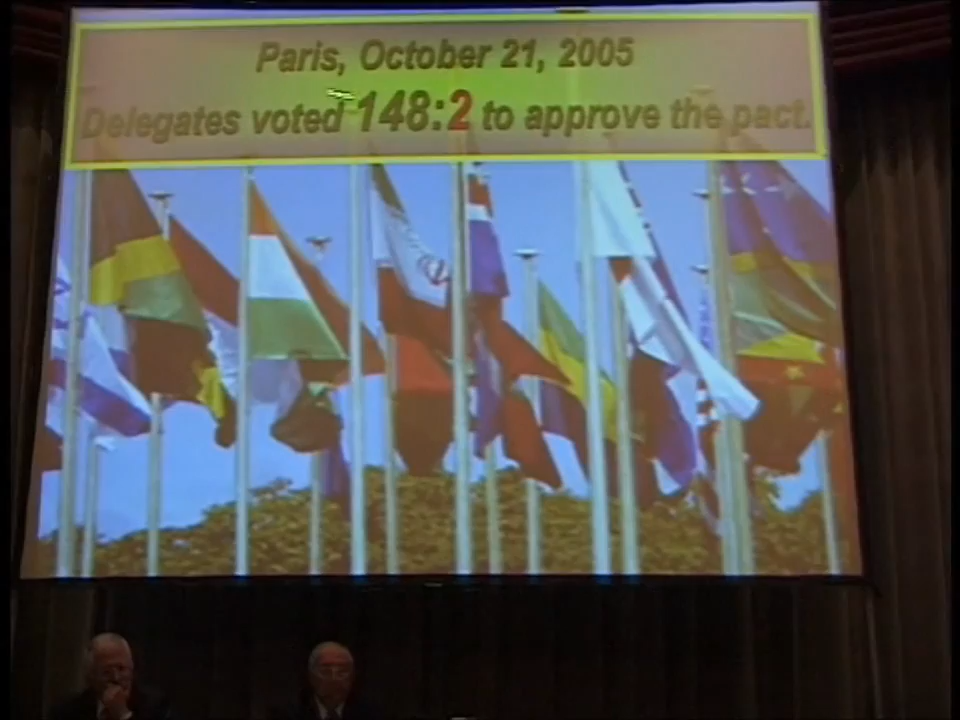 Paris, October 21, 2005
Delegates voted 148:2 to approve the pact.